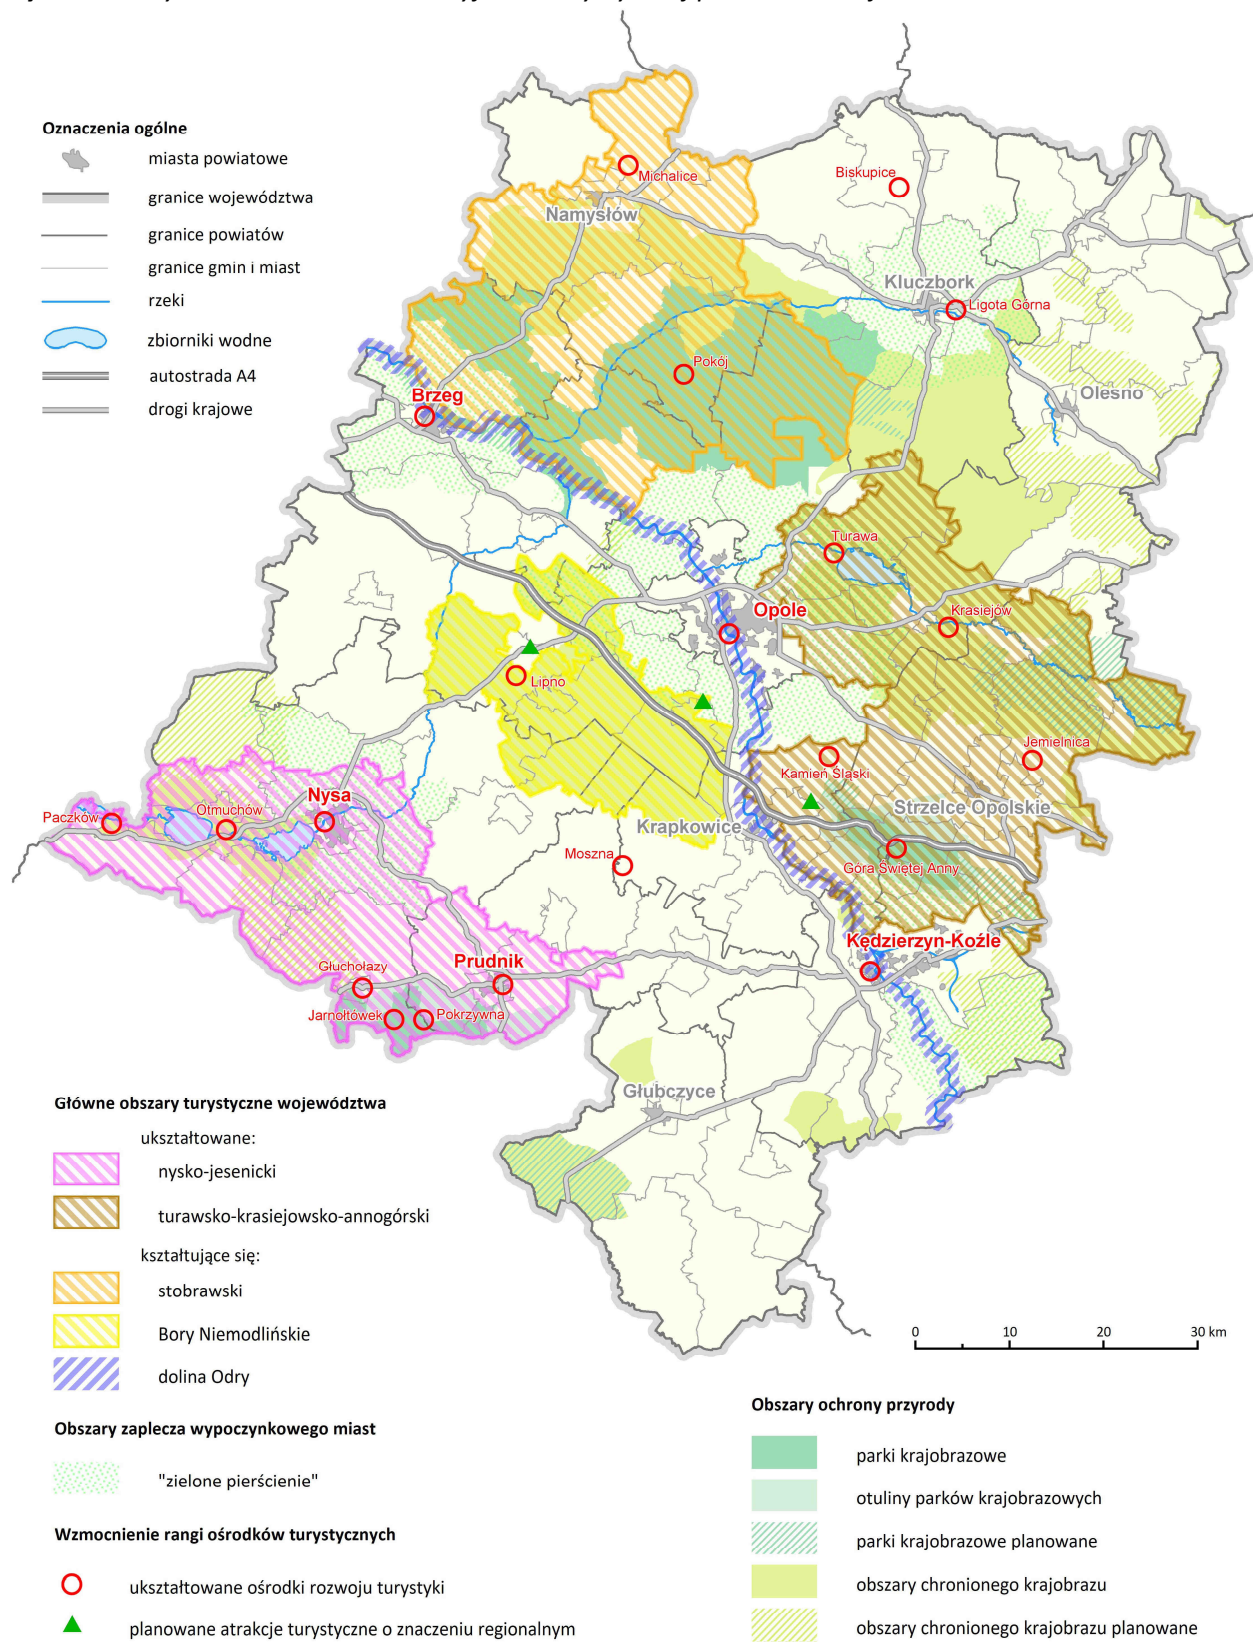 Oznaczenia ogólne
miasta powiatowe
granice województwa
granice powiatów
granice gmin i miast
rzeki
zbiorniki wodne
autostrada A4
drogi krajowe
Michalice
Biskupice
Namysłów
Kluczbork
Ligota Górna
Pokój
Olesno
Brzeg
Turawa
Opole
Krasiejów
Lipno
Jemielnica
Kamień Śląski
Nysa
Otmuchów
Paczków
Strzelce Opolskie
Krapkowice
Moszna
Góra Świętej Anny
Kędzierzyn-Koźle
Prudnik
Głuchołazy
Jarnołtówek
Pokrzywna
Głubczyce
Główne obszary turystyczne województwa
ukształtowane:
nysko-jesenicki
turawsko-krasiejowsko-annogórski
kształtujące się:
stobrawski
Bory Niemodlińskie
dolina Odry
Obszary zaplecza wypoczynkowego miast
"zielone pierścienie"
Wzmocnienie rangi ośrodków turystycznych
ukształtowane ośrodki rozwoju turystyki
planowane atrakcje turystyczne o znaczeniu regionalnym
0 10 20 30 km
Obszary ochrony przyrody
parki krajobrazowe
otuliny parków krajobrazowych
parki krajobrazowe planowane
obszary chronionego krajobrazu
obszary chronionego krajobrazu planowane